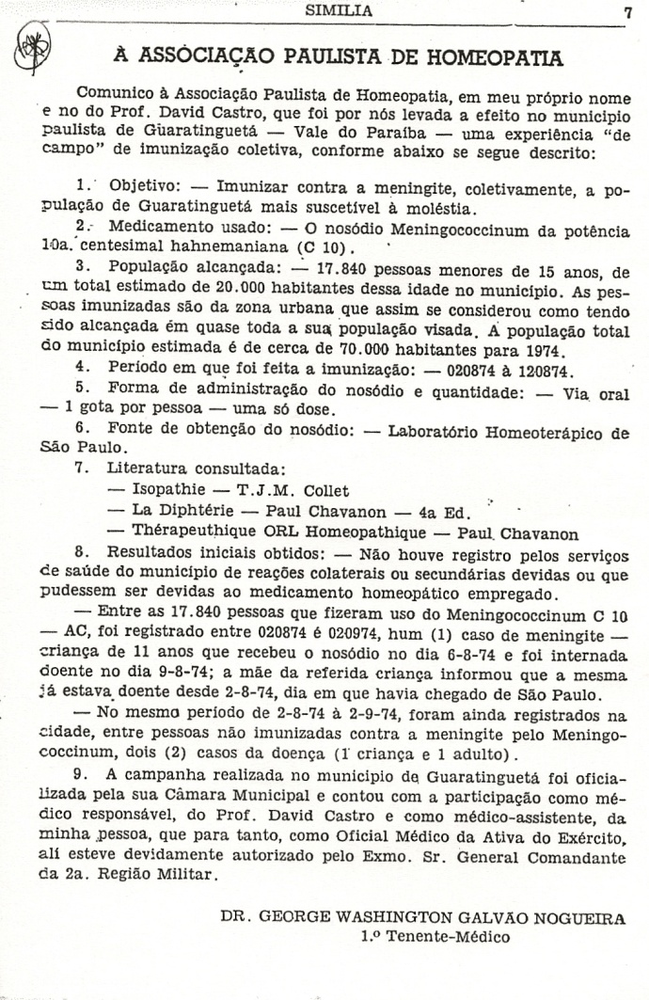 SIMILIA 7
À ASSOCIAÇÃO PAULISTA DE HOMEOPATIA
Comunico à Associação Paulista de Homeopatia, em meu próprio nome
e no do Prof. David Castro, que foi por nós levada a efeito no municipio
paulista de Guaratinguetá — Vale do Paraíba — uma experiência "de
campo" de imunização coletiva, conforme abaixo se segue descrito:
1. Objetivo: — Imunizar contra a meningite, coletivamente, a po-
pulação de Guaratinguetá mais suscetível à moléstia.
2. Medicamento usado: — O nosódio Meningococcinum da potência
10a. centesimal hahnemaniana (C 10).
3. População alcançada: — 17.840 pessoas menores de 15 anos, de
um total estimado de 20.000 habitantes dessa idade no município. As pes-
soas imunizadas são da zona urbana que assim se considerou como tendo
sido alcançada ém quase toda a sua população visada. A população total
do município estimada é de cerca de 70.000 habitantes para 1974.
4. Período em que foi feita a imunização: — 020874 à 120874.
5. Forma de administração do nosódio e quantidade: — Via oral
— 1 gota por pessoa — uma só dose.
6. Fonte de obtenção do nosódio: — Laboratório Homeoterápico de
São Paulo.
7. Literatura consultada:
— Isopathie — T.J.M. Collet
— La Diphtérie — Paul Chavanon — 4a Ed.
— Thérapeuthique ORL Homeopathique — Paul Chavanon
8. Resultados iniciais obtidos: — Não houve registro pelos serviços
de saúde do município de reações colaterais ou secundárias devidas ou que
pudessem ser devidas ao medicamento homeopático empregado.
— Entre as 17.840 pessoas que fizeram uso do Meningococcinum C 10
— AC, foi registrado entre 020874 é 020974, hum (1) caso de meningite —
criança de 11 anos que recebeu o nosódio no dia 6-8-74 e foi internada
doente no dia 9-8-74; a mãe da referida criança informou que a mesma
já estava doente desde 2-8-74, dia em que havia chegado de São Paulo.
— No mesmo período de 2-8-74 à 2-9-74, foram ainda registrados na
cidade, entre pessoas não imunizadas contra a meningite pelo Meningo-
coccinum, dois (2) casos da doença (1 criança e 1 adulto).
9. A campanha realizada no municipio de Guaratinguetá foi oficia-
lizada pela sua Câmara Municipal e contou com a participação como mé-
dico responsável, do Prof. David Castro e como médico-assistente, da
minha pessoa, que para tanto, como Oficial Médico da Ativa do Exército,
alí esteve devidamente autorizado pelo Exmo. Sr. General Comandante
da 2a. Região Militar.
DR. GEORGE WASHINGTON GALVÃO NOGUEIRA
1.º Tenente-Médico